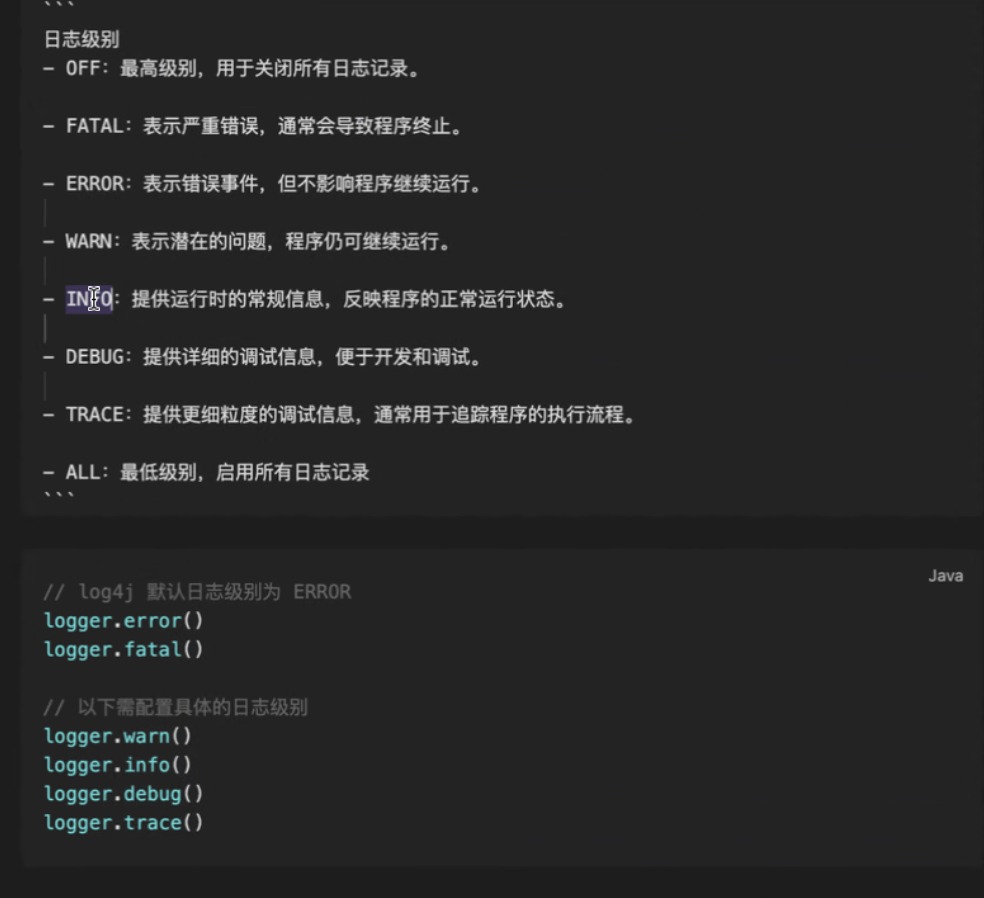 ```
日志级别
- OFF：最高级别，用于关闭所有日志记录。
- FATAL：表示严重错误，通常会导致程序终止。
- ERROR：表示错误事件，但不影响程序继续运行。
- WARN：表示潜在的问题，程序仍可继续运行。
- INFO：提供运行时的常规信息，反映程序的正常运行状态。
- DEBUG：提供详细的调试信息，便于开发和调试。
- TRACE：提供更细粒度的调试信息，通常用于追踪程序的执行流程。
- ALL：最低级别，启用所有日志记录
```
Java
// log4j 默认日志级别为 ERROR
logger.error()
logger.fatal()
// 以下需配置具体的日志级别
logger.warn()
logger.info()
logger.debug()
logger.trace()